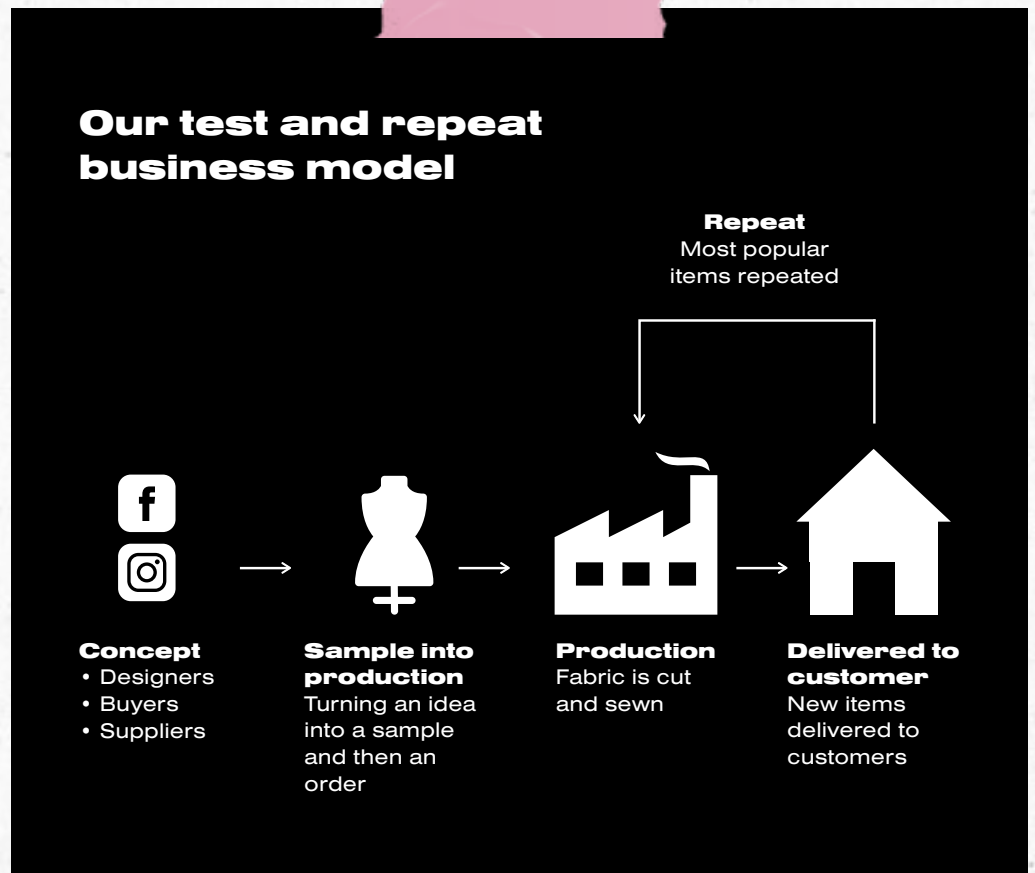 Our test and repeat
business model
Repeat
Most popular
items repeated
Concept
• Designers
• Buyers
• Suppliers
Sample into
production
Turning an idea
into a sample
and then an
order
Production
Fabric is cut
and sewn
Delivered to
customer
New items
delivered to
customers